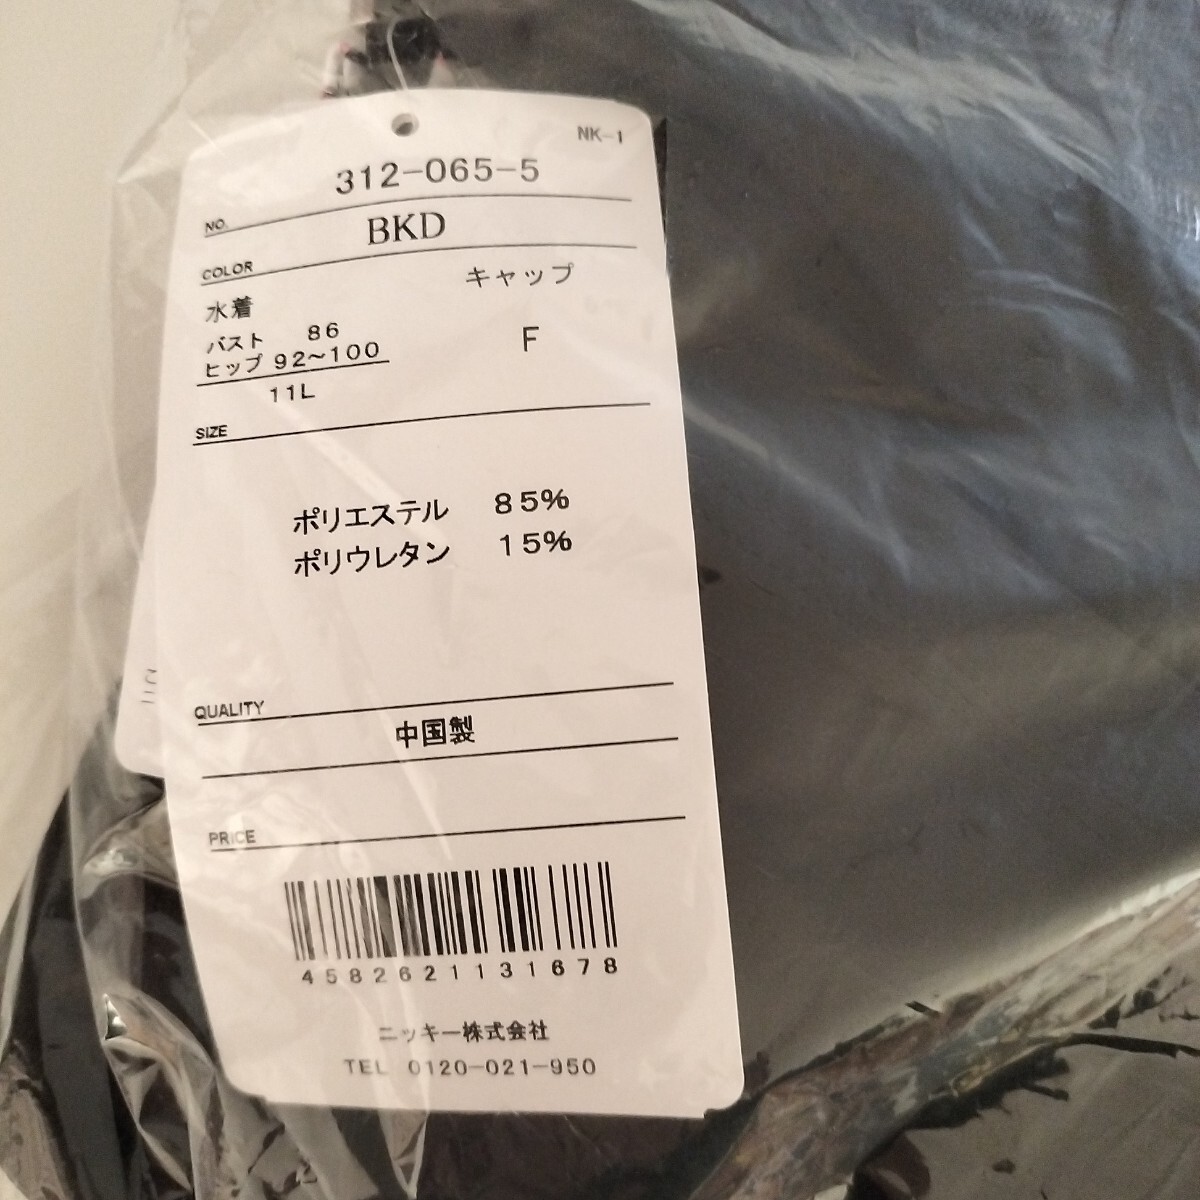 NK-1
312-065-5
NO.
BKD
COLOR
キャップ
水着
バスト 86
ヒップ 92~100
F
11L
SIZE
ポリエステル 85%
ポリウレタン 15%
QUALITY
中国製
PRICE
4582621131678
ニッキー株式会社
TEL 0120-021-950